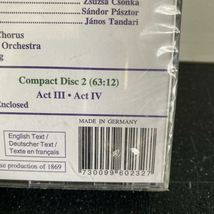 Zsuzsa Csonka
Sándor Pásztor
János Tandari
Chorus
Orchestra
g
Compact Disc 2 (63:12)
Act III • Act IV
Enclosed
English Text /
Deutscher Text /
Texte en français
MADE IN GERMANY
se production of 1869
730099 602327